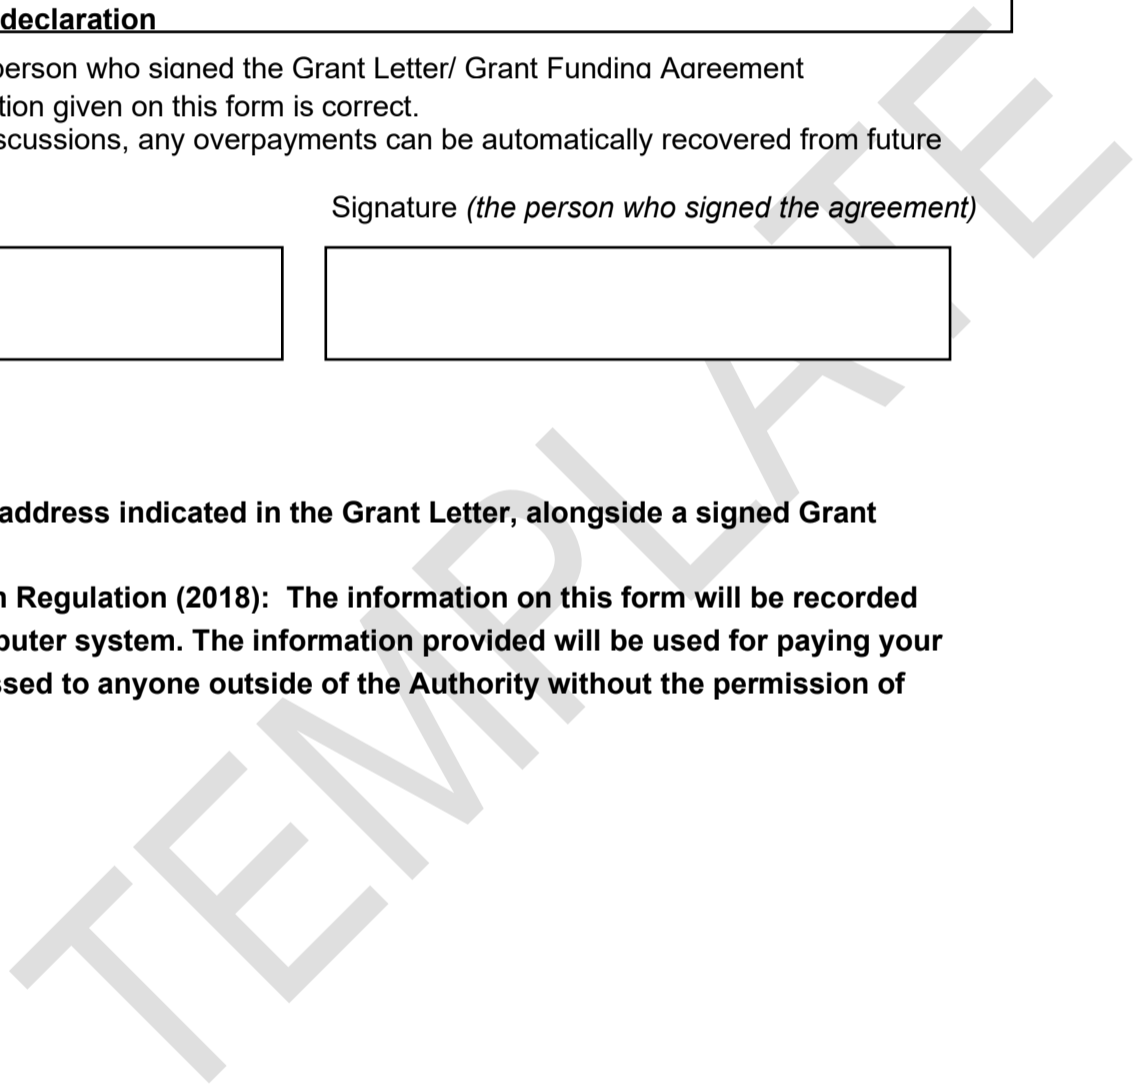 declaration
person who signed the Grant Letter/ Grant Funding Agreement
tion given on this form is correct.
scussions, any overpayments can be automatically recovered from future
Signature (the person who signed the agreement)
address indicated in the Grant Letter, alongside a signed Grant
n Regulation (2018):  The information on this form will be recorded
puter system. The information provided will be used for paying your
ssed to anyone outside of the Authority without the permission of
TEMPLATE